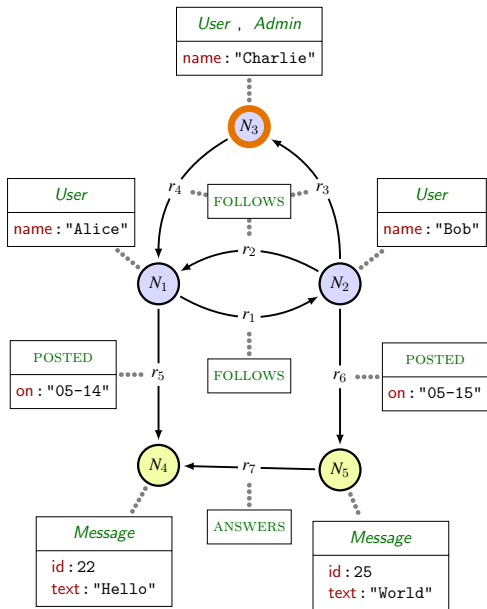 User , Admin
name : "Charlie"
N3
r4
r3
FOLLOWS
User
name : "Alice"
User
name : "Bob"
r2
N1
N2
r1
POSTED
on : "05-14"
FOLLOWS
POSTED
on : "05-15"
r5
r6
N4
r7
N5
ANSWERS
Message
id : 22
text : "Hello"
Message
id : 25
text : "World"